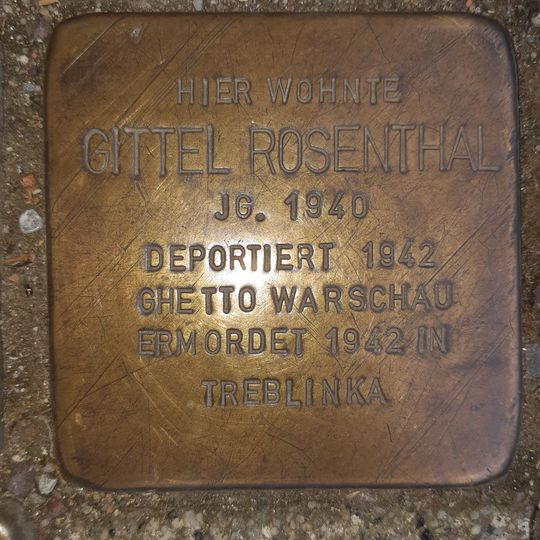 HIER WOHNTE
GITTEL ROSENTHAL
JG. 1940
DEPORTIERT 1942
GHETTO WARSCHAU
ERMORDET 1942 IN
TREBLINKA